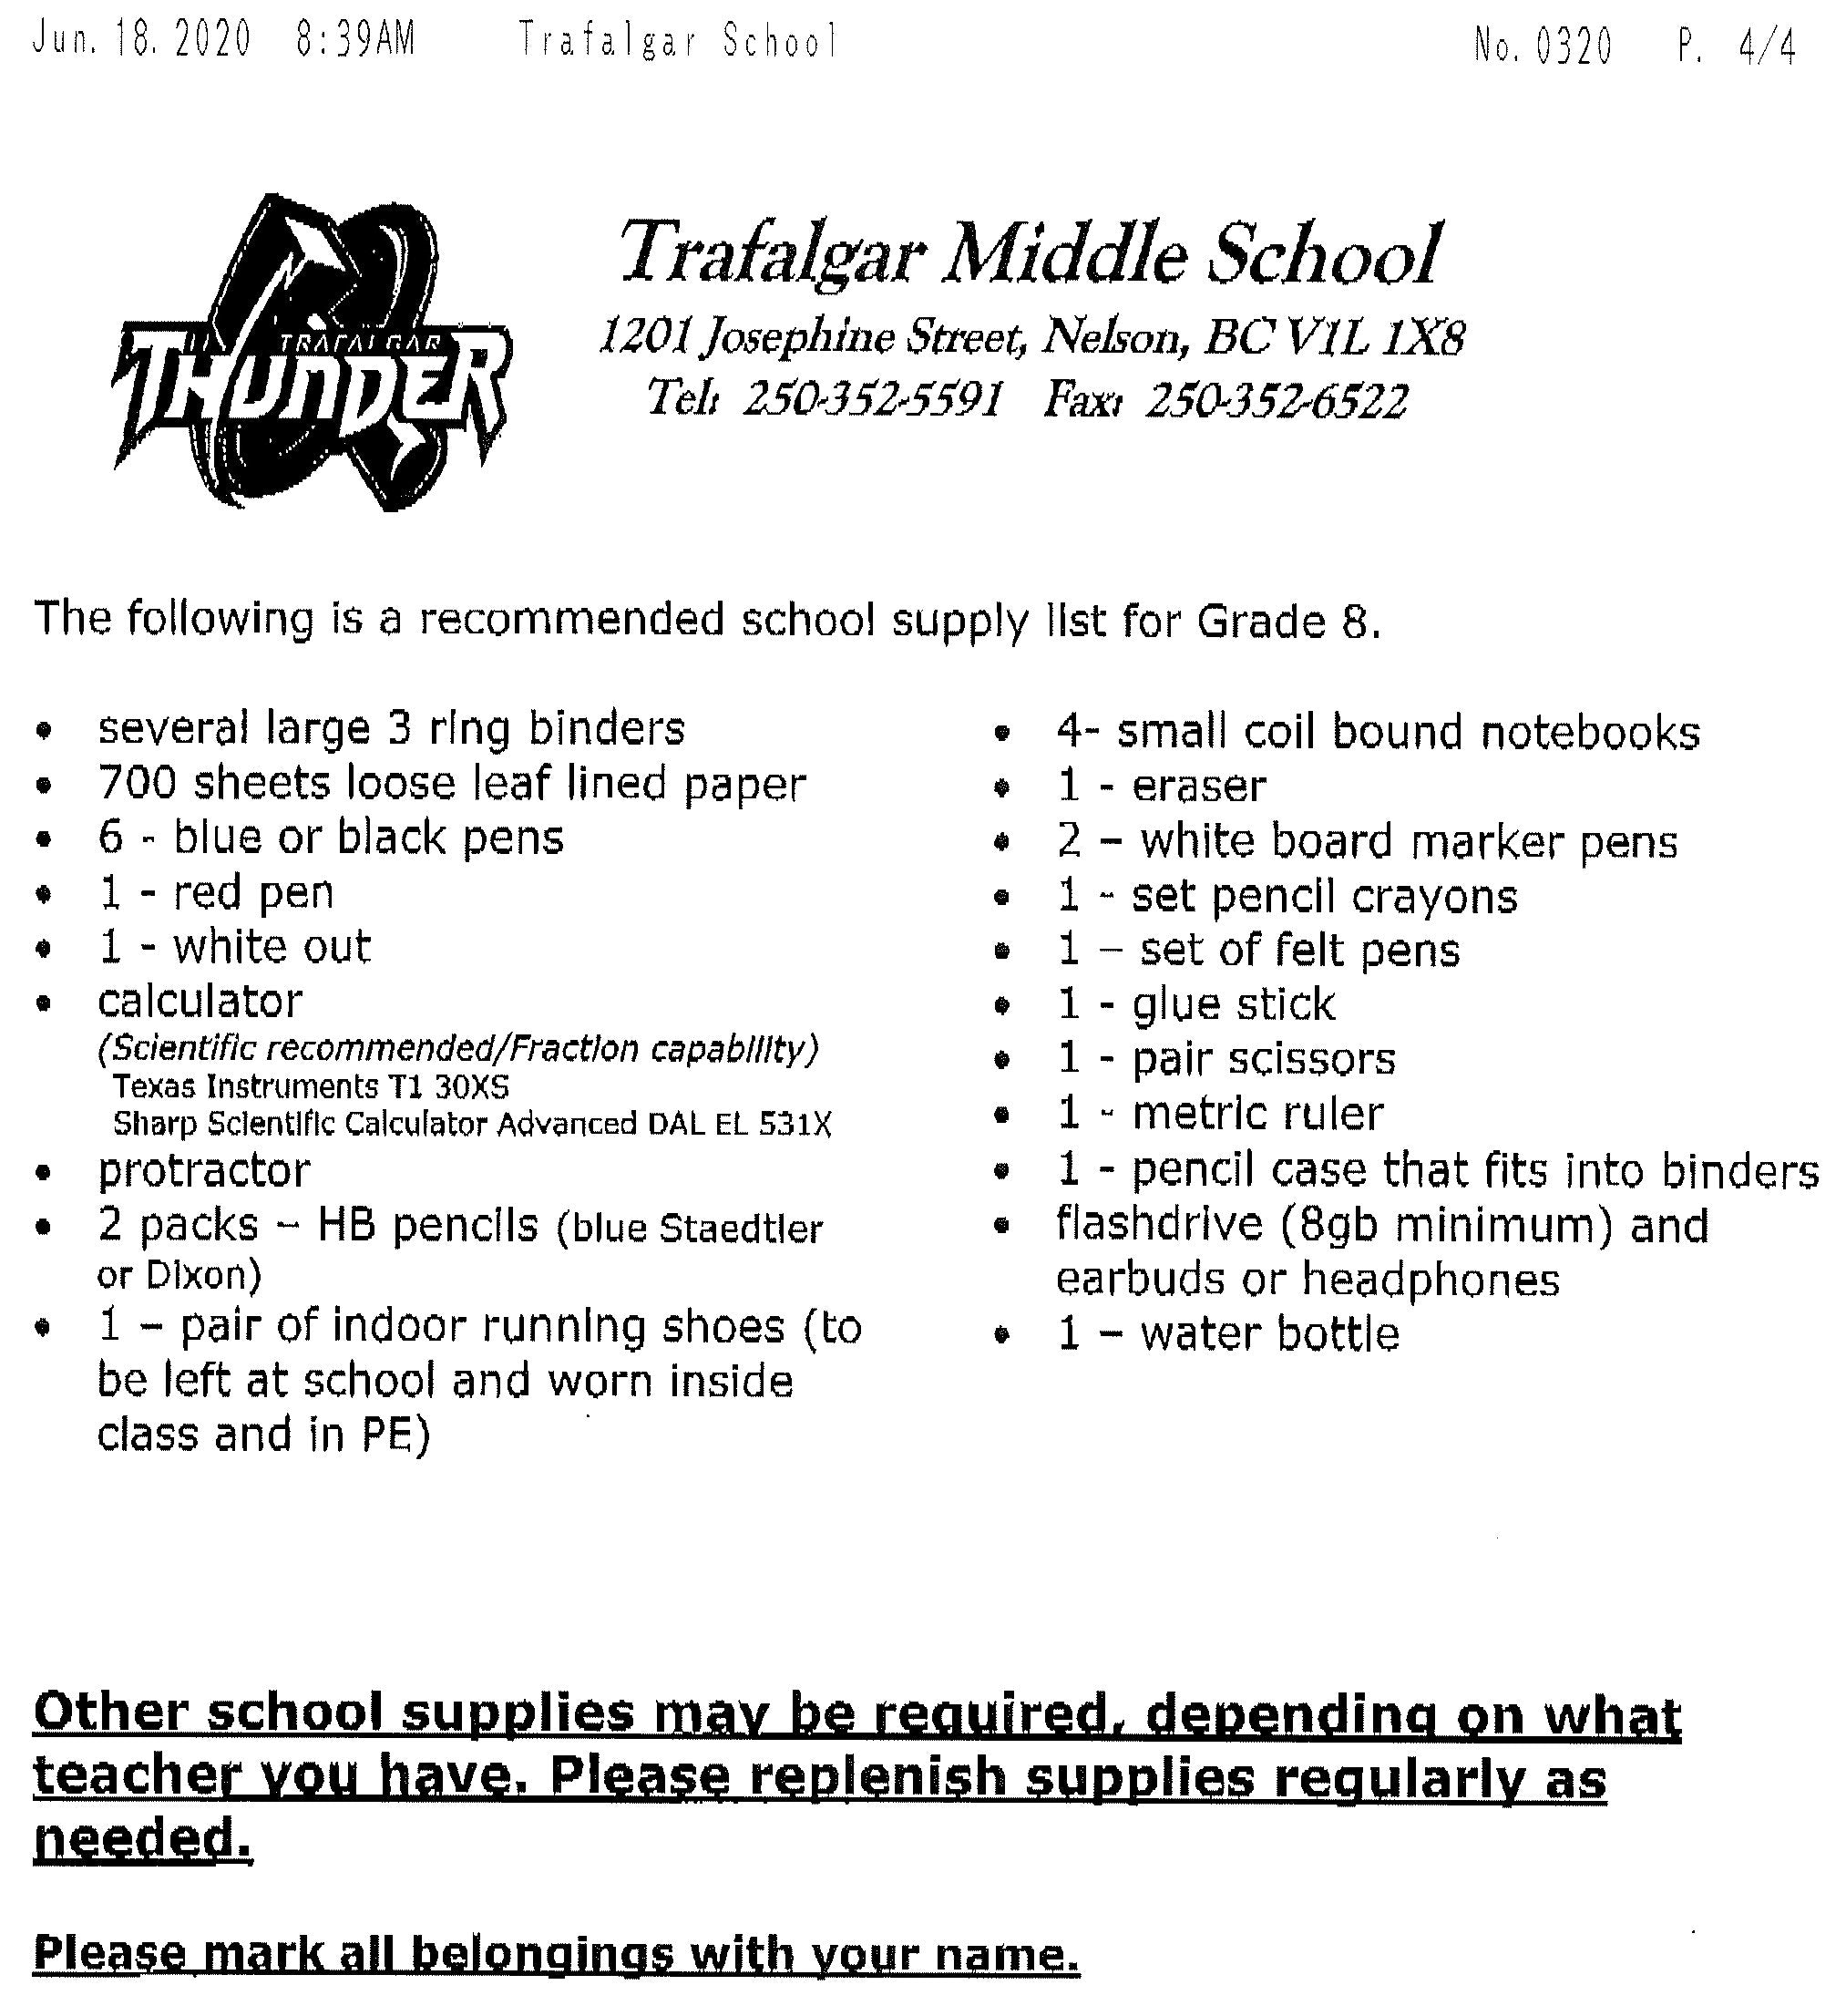 Jun. 18. 2020 8:39AM Trafalgar School No. 0320 P. 4/4
TRAFALGAR
THUNDER
Trafalgar Middle School
1201 Josephine Street, Nelson, BC V1L 1X8
Tel: 250-352-5591 Fax: 250-352-6522
The following is a recommended school supply list for Grade 8.
• several large 3 ring binders
• 700 sheets loose leaf lined paper
• 6 - blue or black pens
• 1 - red pen
• 1 - white out
• calculator
(Scientific recommended/Fraction capability)
Texas Instruments T1 30XS
Sharp Scientific Calculator Advanced DAL EL 531X
• protractor
• 2 packs – HB pencils (blue Staedtler
or Dixon)
• 1 – pair of indoor running shoes (to
be left at school and worn inside
class and in PE)
• 4- small coil bound notebooks
• 1 - eraser
• 2 – white board marker pens
• 1 - set pencil crayons
• 1 – set of felt pens
• 1 - glue stick
• 1 - pair scissors
• 1 - metric ruler
• 1 - pencil case that fits into binders
• flashdrive (8gb minimum) and
earbuds or headphones
• 1 – water bottle
Other school supplies may be required, depending on what
teacher you have. Please replenish supplies regularly as
needed.
Please mark all belongings with your name.